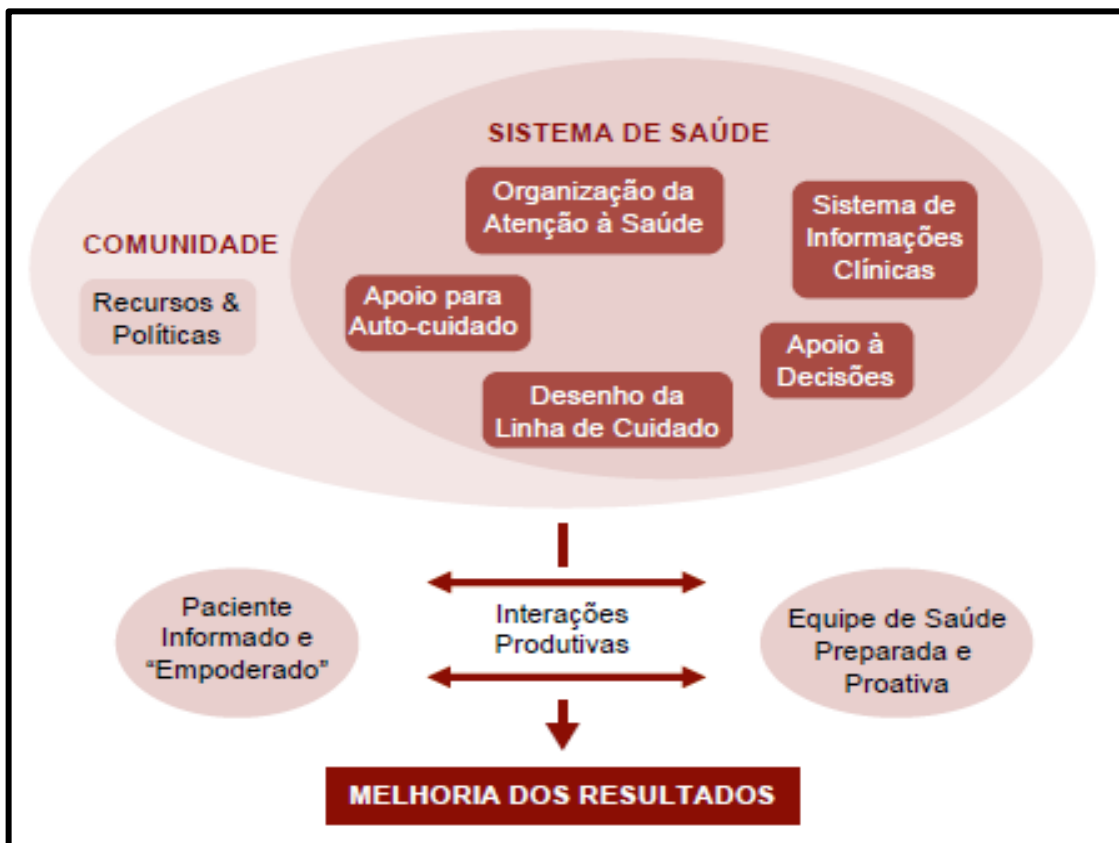 SISTEMA DE SAÚDE
Organização da
Atenção à Saúde
Sistema de
Informações
Clínicas
COMUNIDADE
Recursos &
Políticas
Apoio para
Auto-cuidado
Apoio à
Decisões
Desenho da
Linha de Cuidado
Paciente
Informado e
“Empoderado”
Interações
Produtivas
Equipe de Saúde
Preparada e
Proativa
MELHORIA DOS RESULTADOS